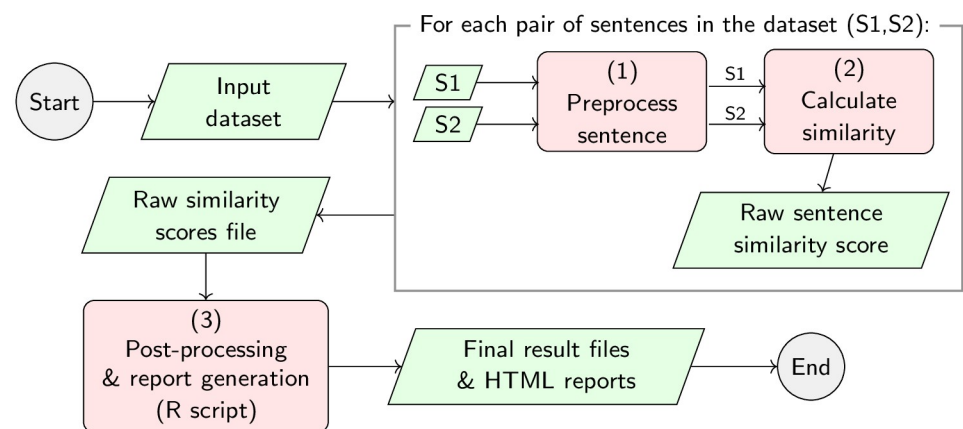 For each pair of sentences in the dataset (S1,S2):
Start
Input
dataset
S1
S2
(1)
Preprocess
sentence
S1
S2
(2)
Calculate
similarity
Raw sentence
similarity score
Raw similarity
scores file
(3)
Post-processing
& report generation
(R script)
Final result files
& HTML reports
End